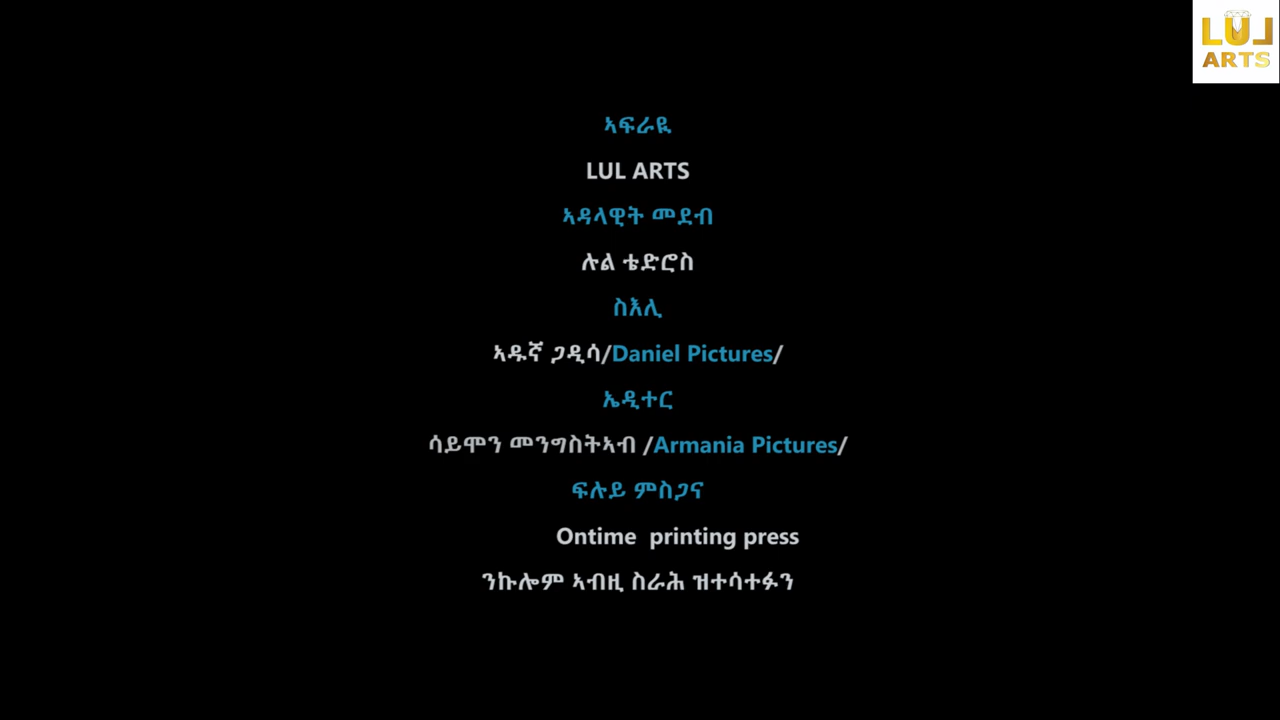 LUL
ARTS
ኣፍራዪ
LUL ARTS
ኣዳላዊት መደብ
ሉል ቴድሮስ
ስእሊ
ኣዱኛ ጋዲሳ/Daniel Pictures/
ኤዲተር
ሳይሞን መንግስትኣብ /Armania Pictures/
ፍሉይ ምስጋና
Ontime printing press
ንኩሎም ኣብዚ ስራሕ ዝተሳተፉን